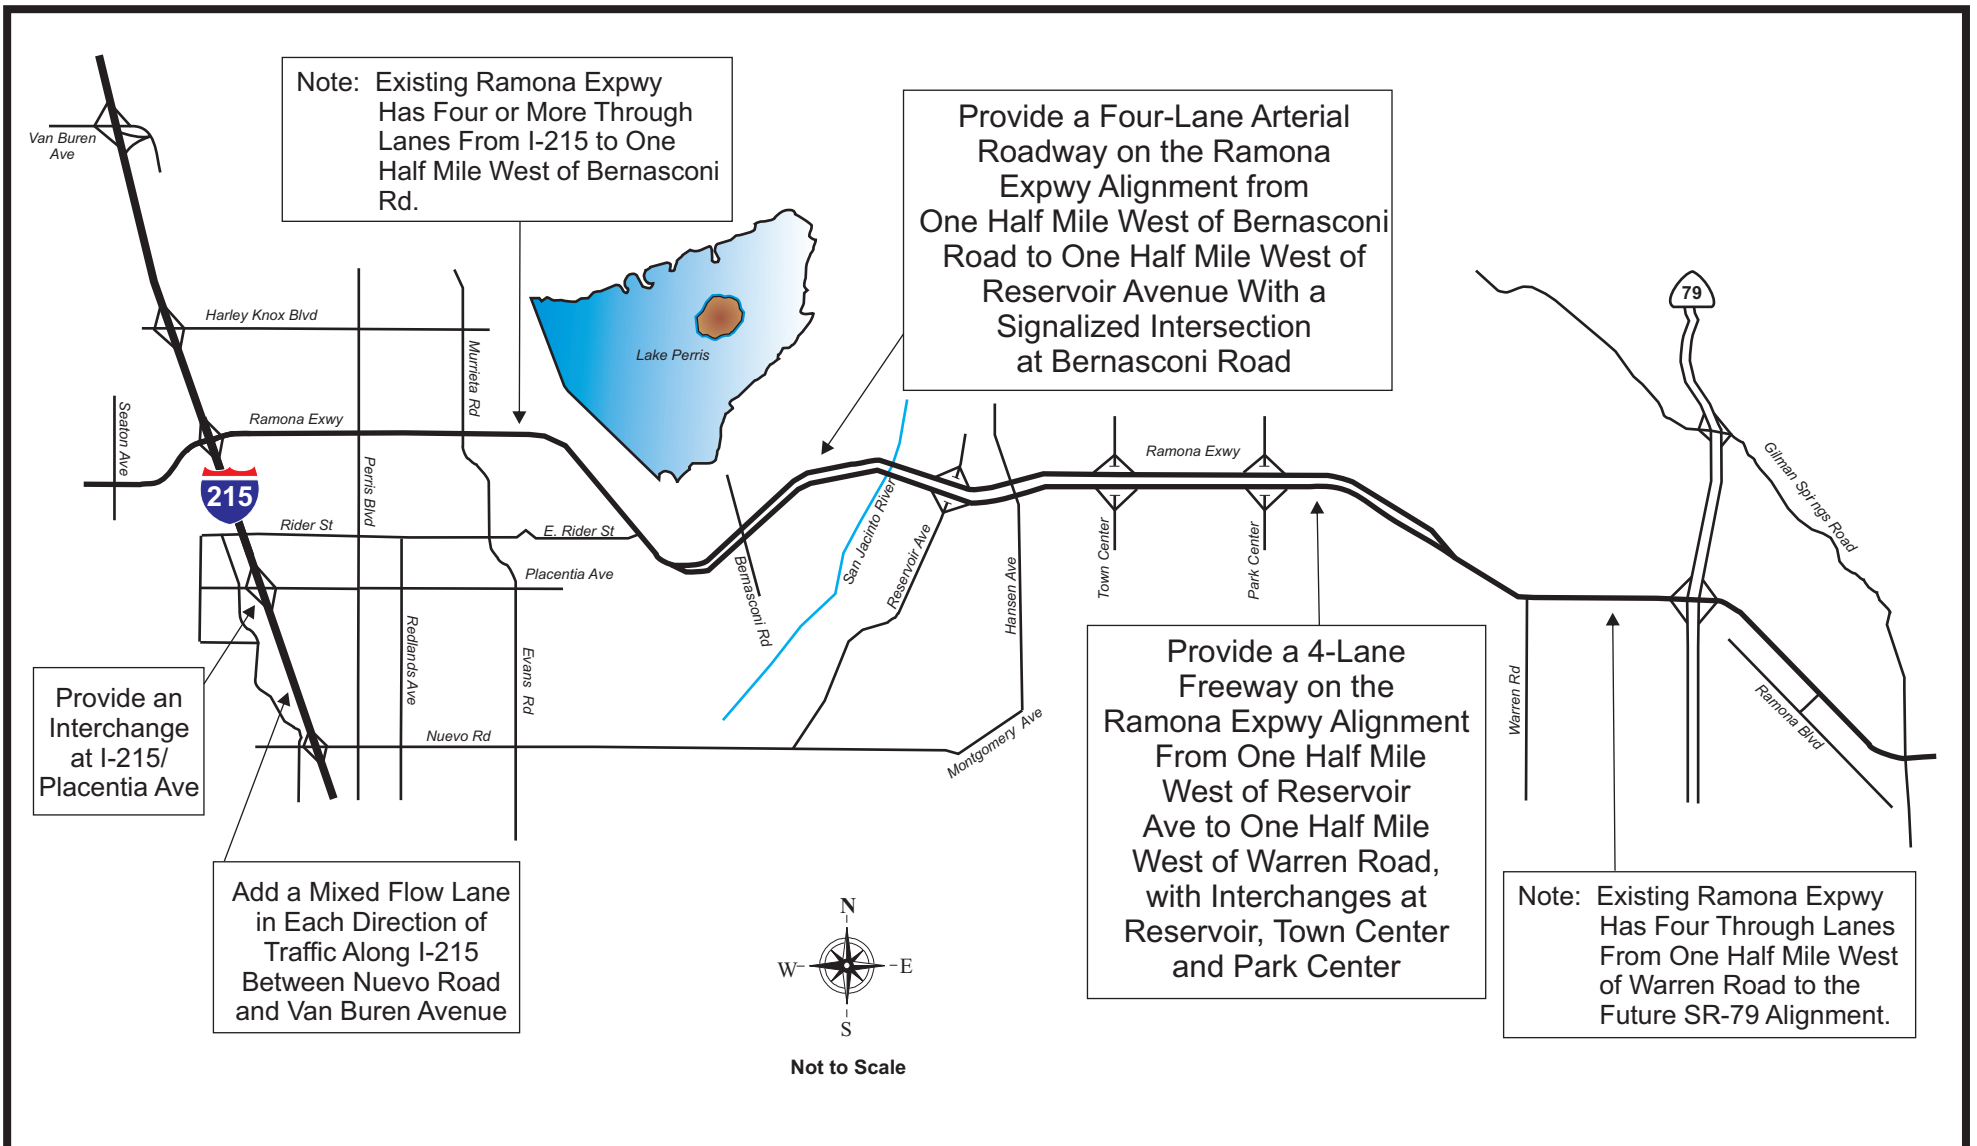 Note: Existing Ramona Expwy
Has Four or More Through
Lanes From I-215 to One
Half Mile West of Bernasconi
Rd.
Provide a Four-Lane Arterial
Roadway on the Ramona
Expwy Alignment from
One Half Mile West of Bernasconi
Road to One Half Mile West of
Reservoir Avenue With a
Signalized Intersection
at Bernasconi Road
Van Buren
Ave
Harley Knox Blvd
Murrieta Rd
Lake Perris
79
Seaton Ave
Ramona Exwy
Perris Blvd
215
Rider St
E. Rider St
Placentia Ave
Redlands Ave
Evans Rd
Nuevo Rd
Bernasconi Rd
San Jacinto River
Reservoir Ave
Hansen Ave
Montgomery Ave
Ramona Exwy
Town Center
Park Center
Gilman Springs Road
Warren Rd
Ramona Blvd
Provide an
Interchange
at I-215/
Placentia Ave
Add a Mixed Flow Lane
in Each Direction of
Traffic Along I-215
Between Nuevo Road
and Van Buren Avenue
Provide a 4-Lane
Freeway on the
Ramona Expwy Alignment
From One Half Mile
West of Reservoir
Ave to One Half Mile
West of Warren Road,
with Interchanges at
Reservoir, Town Center
and Park Center
Note: Existing Ramona Expwy
Has Four Through Lanes
From One Half Mile West
of Warren Road to the
Future SR-79 Alignment.
N
W
E
S
Not to Scale